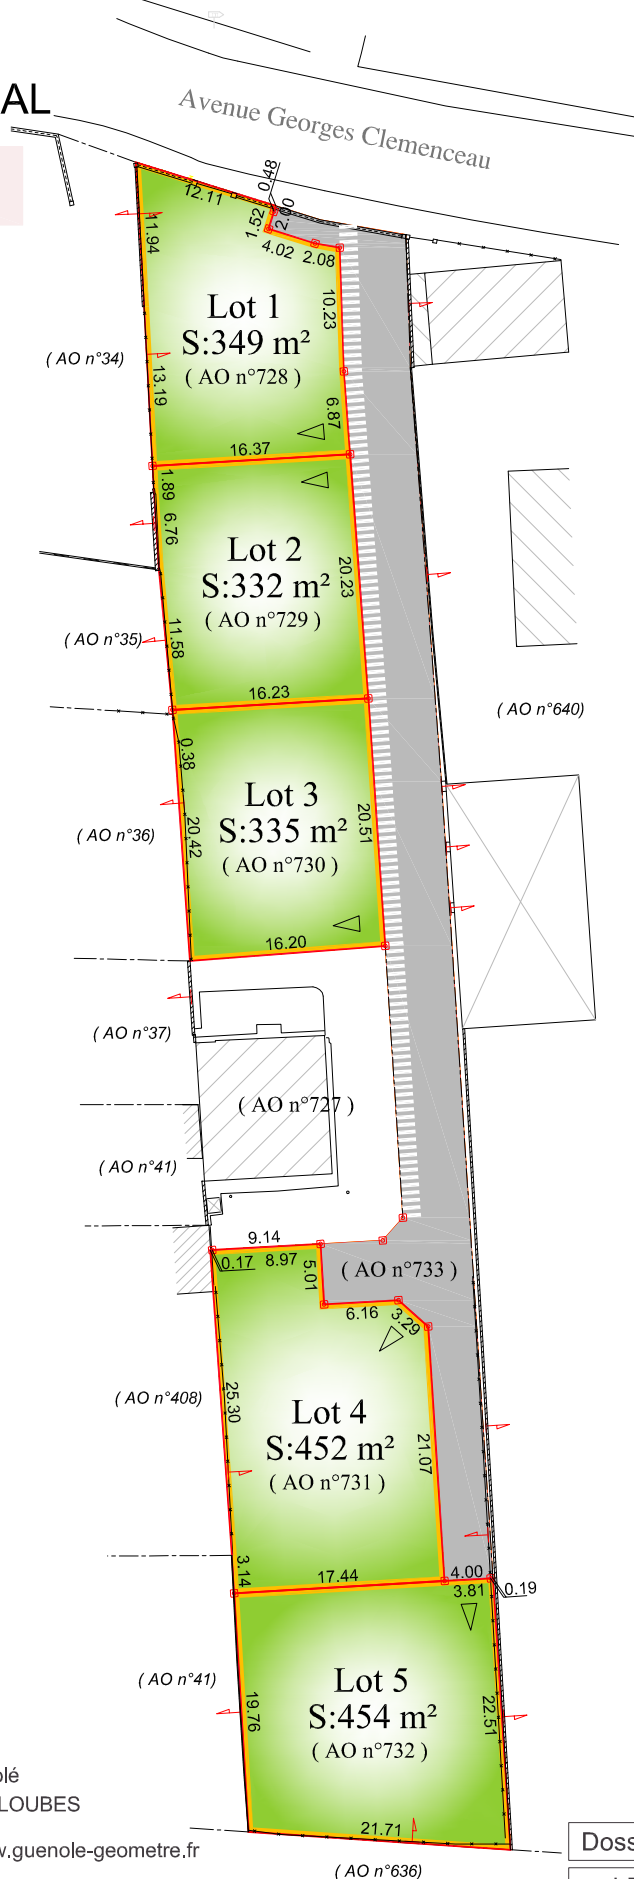 AL
Avenue Georges Clemenceau
0.48
12.11
1.52
2.00
4.02
2.08
11.94
10.23
Lot 1
S:349 m²
( AO n°728 )
( AO n°34)
13.19
6.87
16.37
1.89
6.76
Lot 2
S:332 m²
( AO n°729 )
20.23
11.58
( AO n°35)
16.23
( AO n°640)
0.38
Lot 3
S:335 m²
( AO n°730 )
20.51
20.42
( AO n°36)
16.20
( AO n°37)
( AO n°727 )
( AO n°41)
9.14
0.17
8.97
5.01
( AO n°733 )
6.16
3.29
( AO n°408)
25.30
Lot 4
S:452 m²
( AO n°731 )
21.07
3.14
17.44
4.00
3.81
0.19
( AO n°41)
Lot 5
S:454 m²
( AO n°732 )
19.76
22.51
olé
LOUBES
w.guenole-geometre.fr
21.71
Doss
( AO n°636)